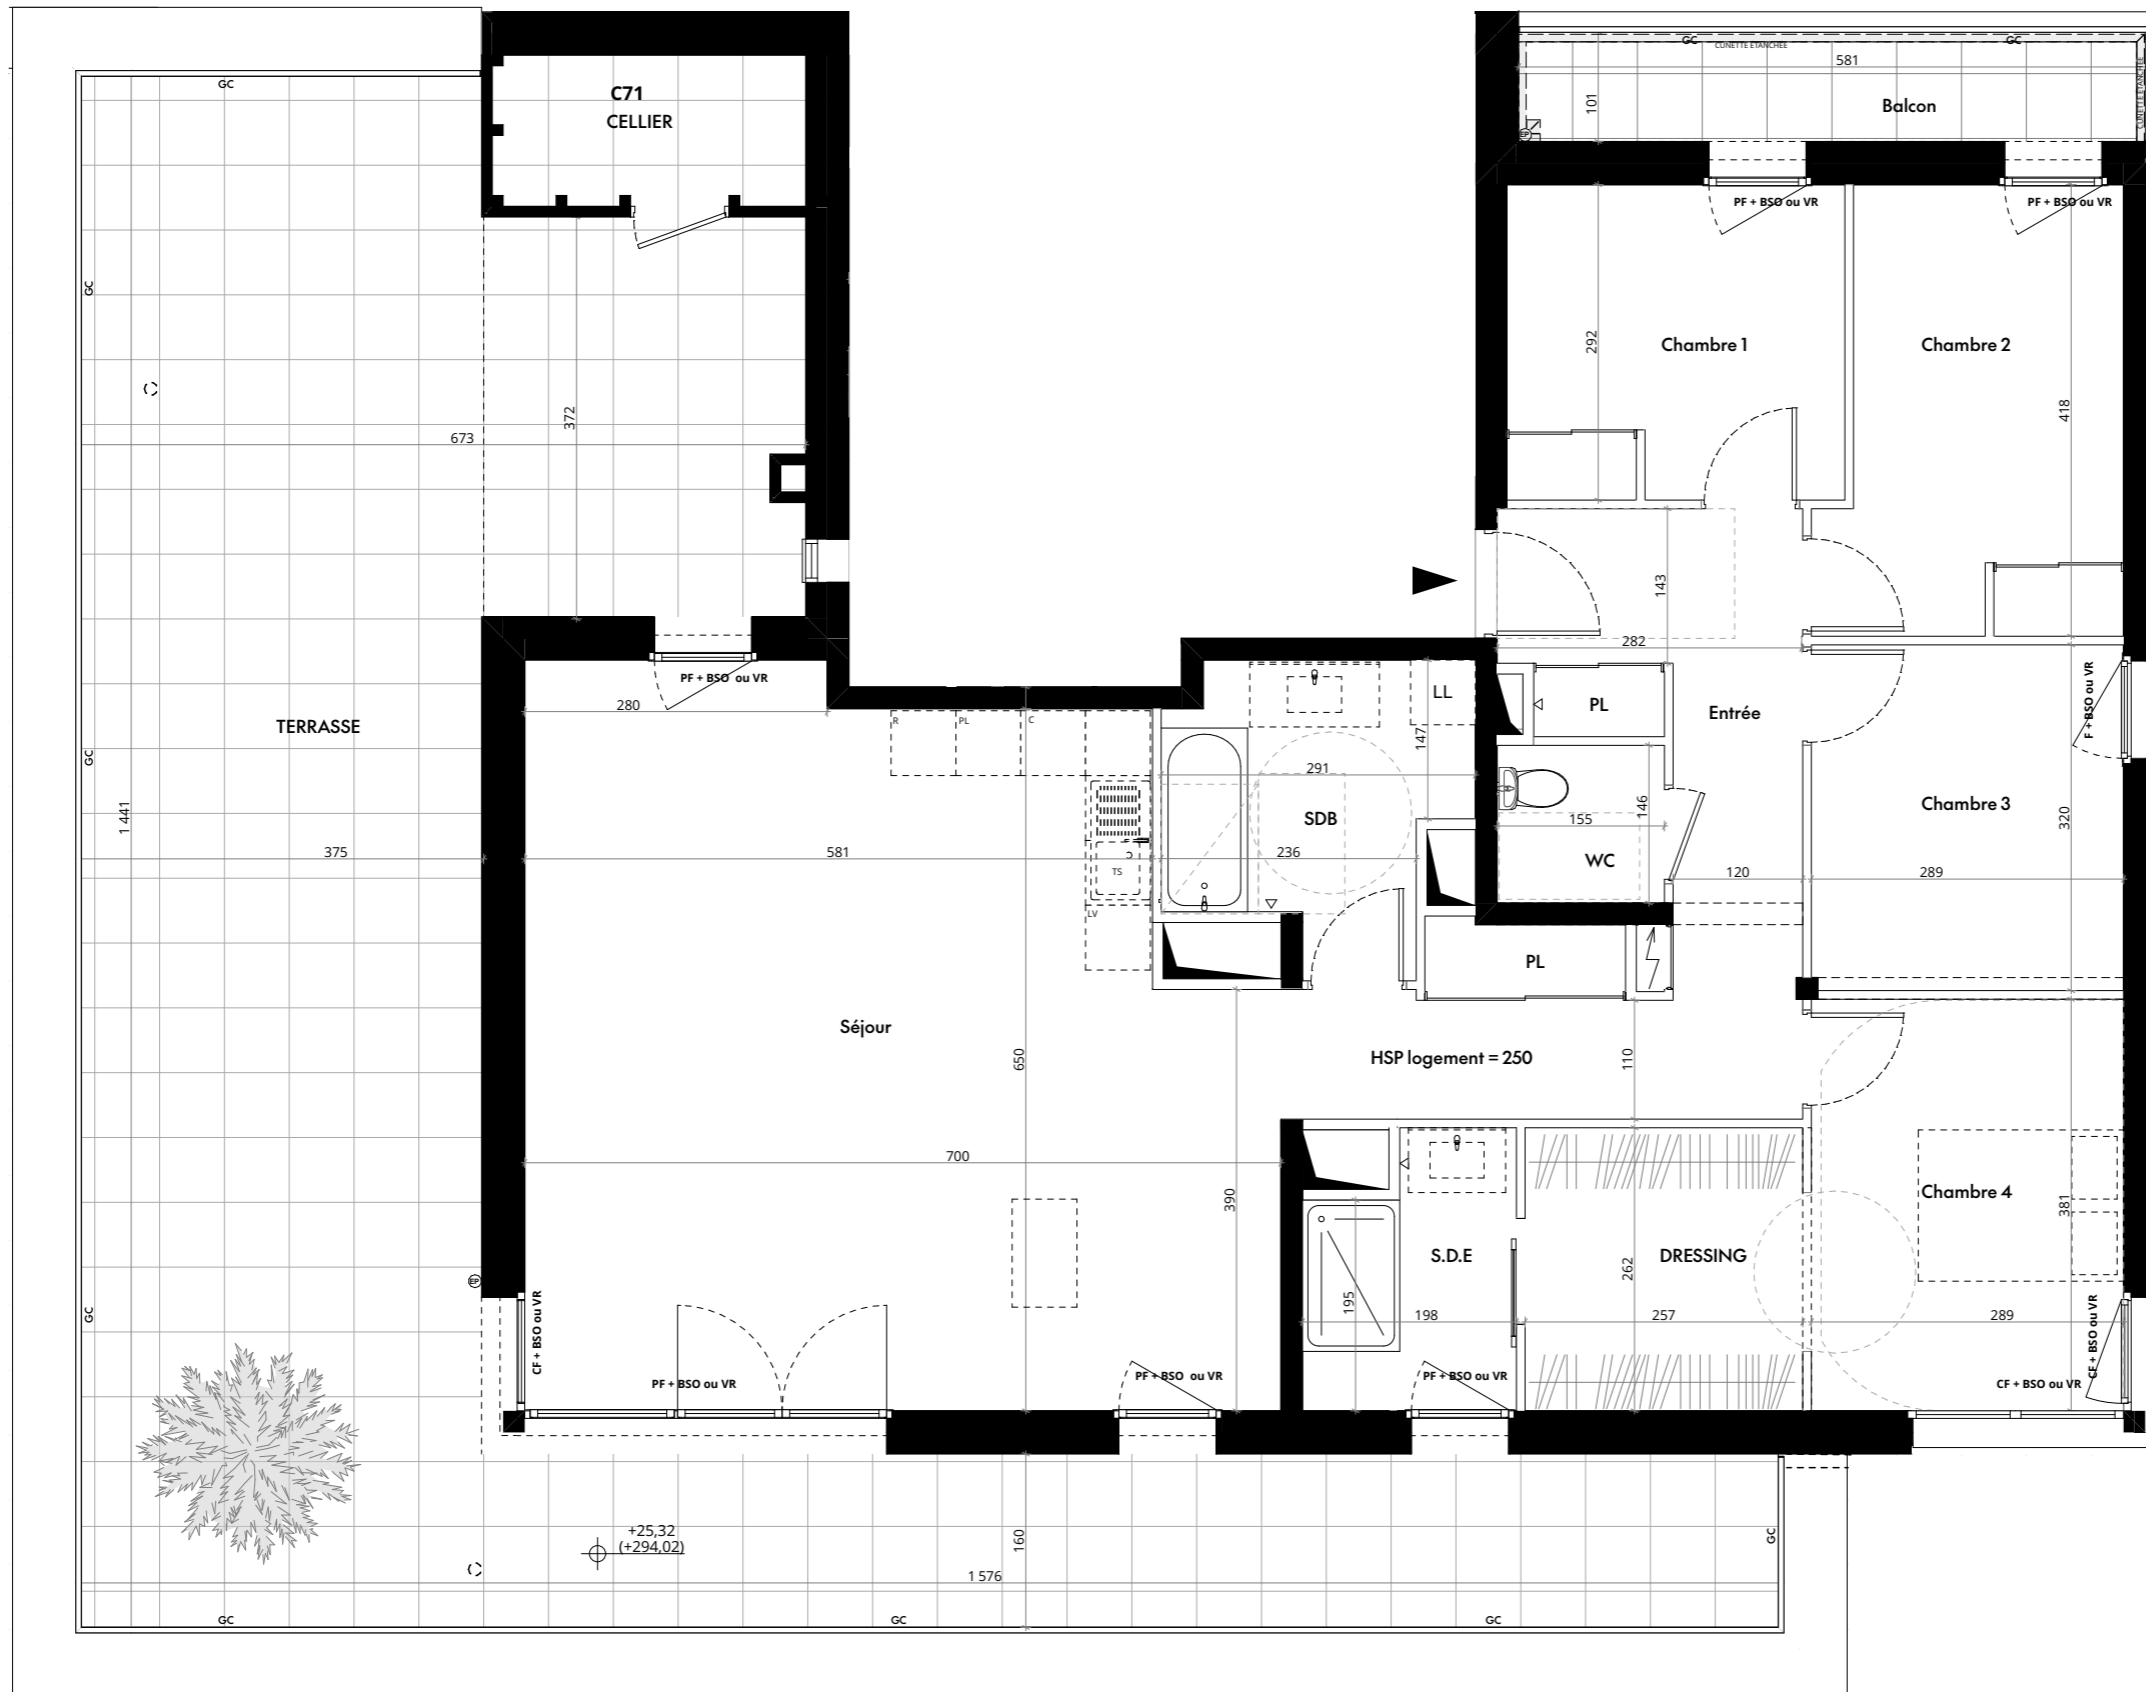 GC
C71
CELLIER
GC
CUNETTE ETANCHEE
GC
581
101
Balcon
CUNETTE ETANCHEE
EP
PF + BSO ou VR
PF + BSO ou VR
GC
292
Chambre 1
Chambre 2
418
372
673
143
282
PF + BSO ou VR
280
TERRASSE
R
PL
C
LL
147
PL
Entrée
F + BSO ou VR
GC
291
SDB
146
155
WC
Chambre 3
320
1 441
375
581
236
TS
LV
120
289
PL
Séjour
650
HSP logement = 250
110
700
390
Chambre 4
381
S.D.E
DRESSING
262
EP
195
198
257
289
GC
CF + BSO ou VR
CF + BSO ou VR
PF + BSO ou VR
PF + BSO ou VR
PF + BSO ou VR
CF + BSO ou VR
+25,32
(+294,02)
160
GC
1 576
GC
GC
GC